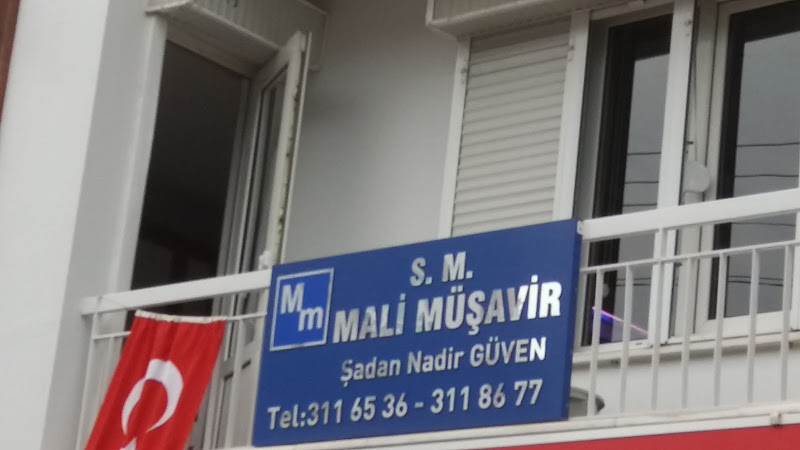 Mm
S. M.
MALİ MÜŞAVİR
Şadan Nadir GÜVEN
Tel:311 65 36 - 311 86 77